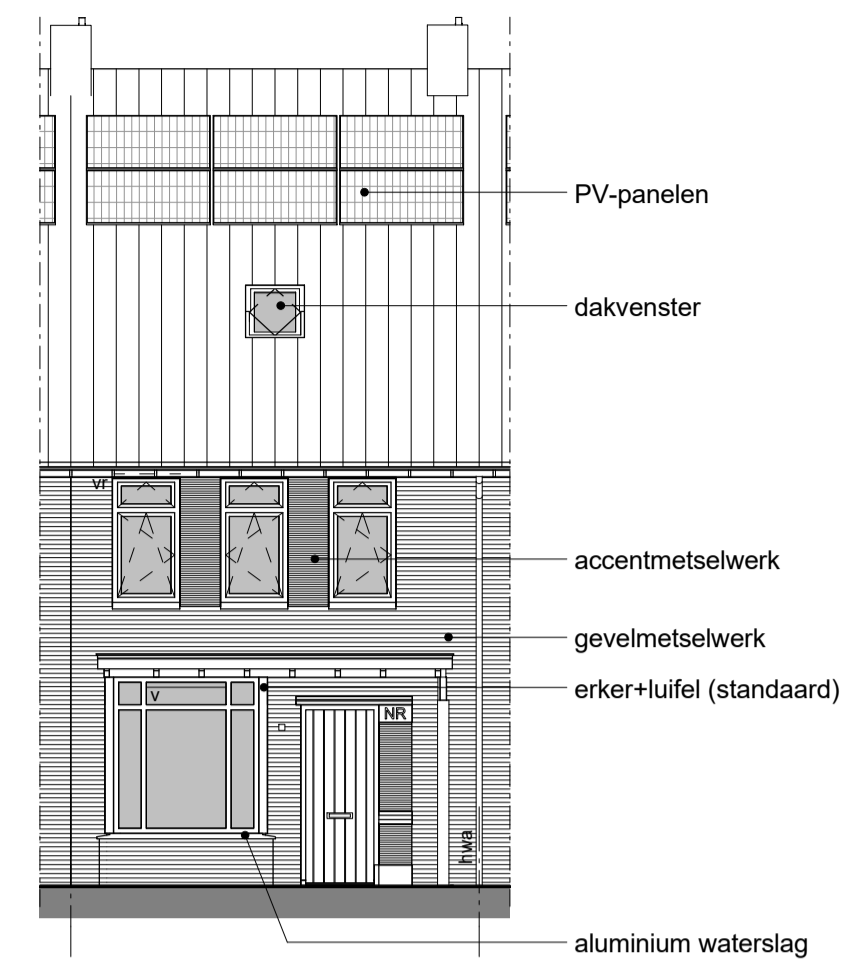 PV-panelen
dakvenster
vr
accentmetselwerk
gevelmetselwerk
erker+luifel (standaard)
v
NR
hwa
aluminium waterslag